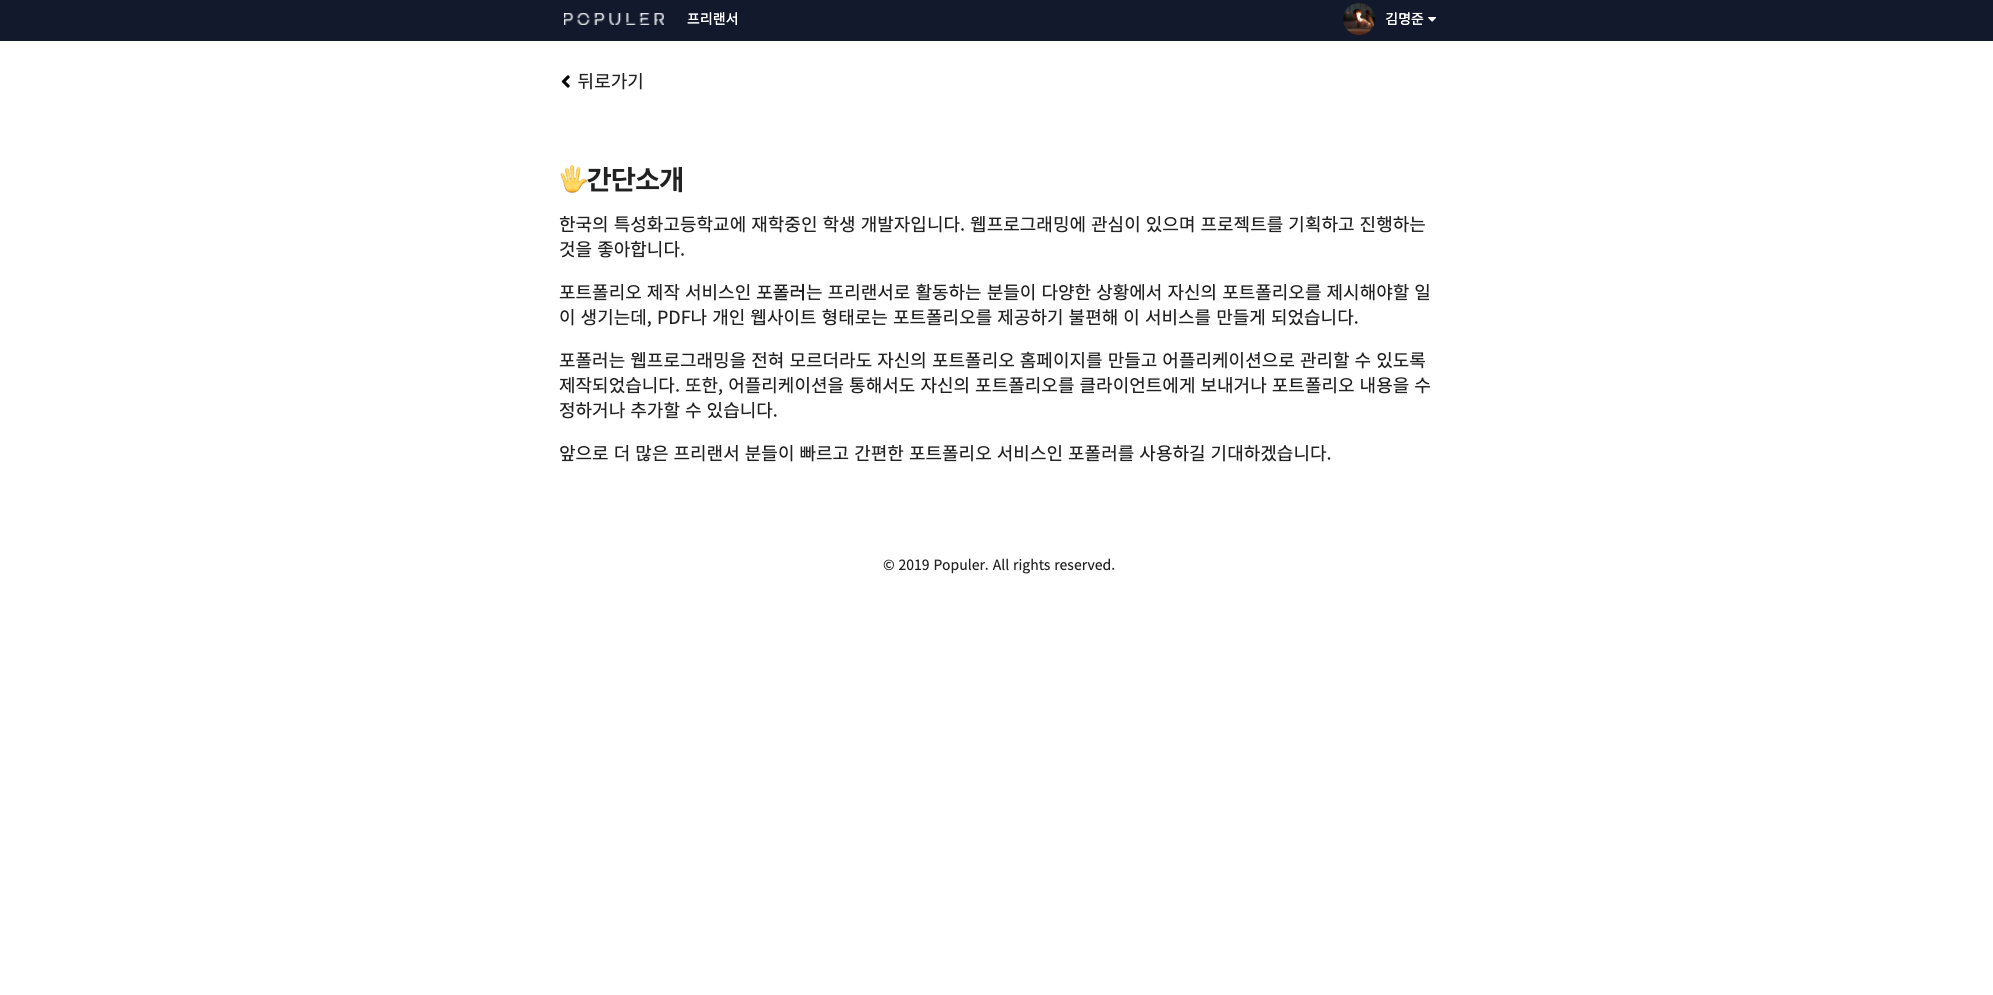 POPULER 프리랜서 김명준
뒤로가기
🖐간단소개
한국의 특성화고등학교에 재학중인 학생 개발자입니다. 웹프로그래밍에 관심이 있으며 프로젝트를 기획하고 진행하는
것을 좋아합니다.
포트폴리오 제작 서비스인 포폴러는 프리랜서로 활동하는 분들이 다양한 상황에서 자신의 포트폴리오를 제시해야할 일
이 생기는데, PDF나 개인 웹사이트 형태로는 포트폴리오를 제공하기 불편해 이 서비스를 만들게 되었습니다.
포폴러는 웹프로그래밍을 전혀 모르더라도 자신의 포트폴리오 홈페이지를 만들고 어플리케이션으로 관리할 수 있도록
제작되었습니다. 또한, 어플리케이션을 통해서도 자신의 포트폴리오를 클라이언트에게 보내거나 포트폴리오 내용을 수
정하거나 추가할 수 있습니다.
앞으로 더 많은 프리랜서 분들이 빠르고 간편한 포트폴리오 서비스인 포폴러를 사용하길 기대하겠습니다.
© 2019 Populer. All rights reserved.